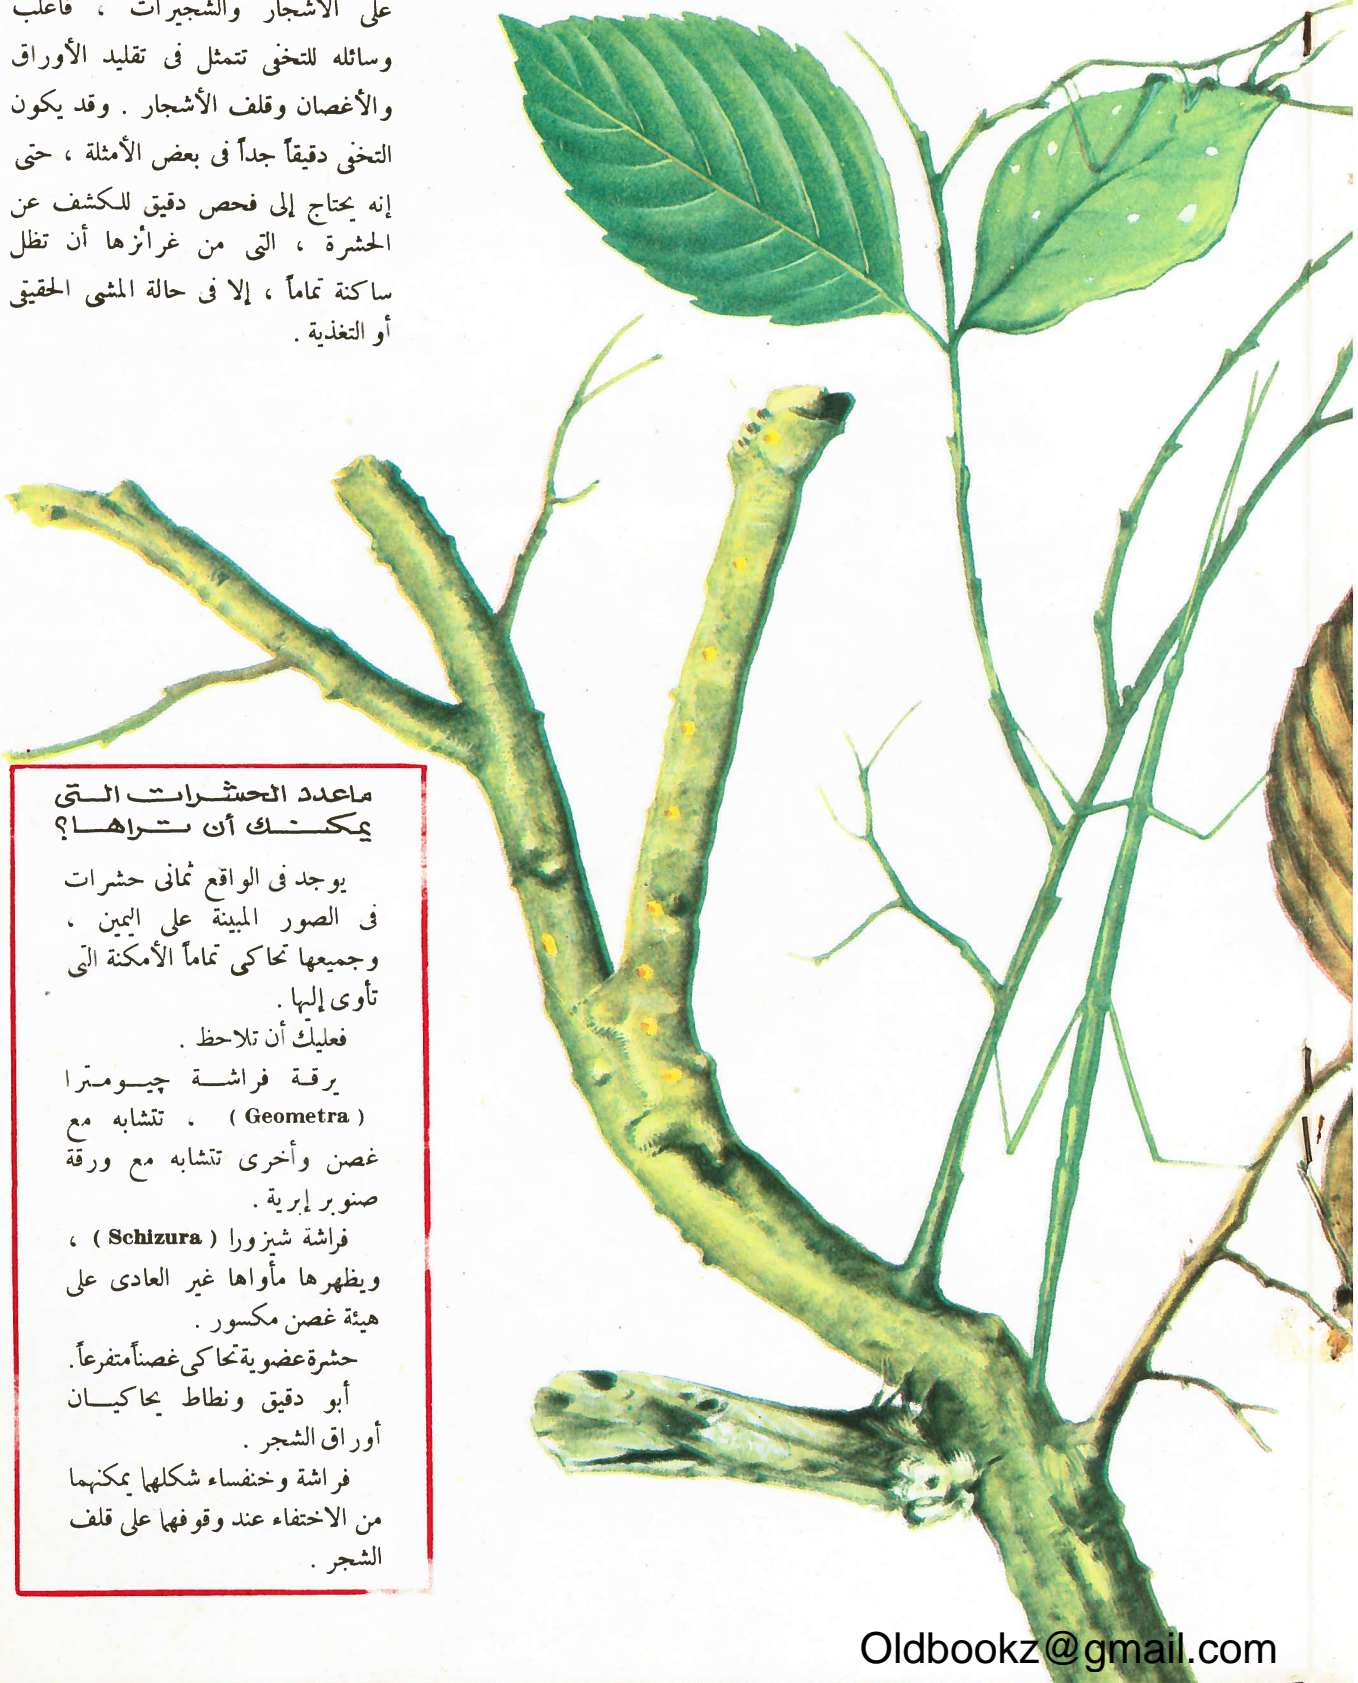 على الأشجار والشجيرات ، فأغلب
وسائله للتخفى تتمثل فى تقليد الأوراق
والأغصان وقلف الأشجار . وقد يكون
التخفى دقيقاً جداً فى بعض الأمثلة ، حتى
إنه يحتاج إلى فحص دقيق للكشف عن
الحشرة ، التى من غرائزها أن تظل
ساكنة تماماً ، إلا فى حالة المشى الحقيقى
أو التغذية .
ماعدد الحشرات التى
يمكنك أن تراها؟
يوجد فى الواقع ثمانى حشرات
فى الصور المبينة على اليمين ،
وجميعها تحاكى تماماً الأمكنة التى
تأوى إليها .
فعليك أن تلاحظ .
يرقة فراشة چيومترا
( Geometra ) ، تتشابه مع
غصن وأخرى تتشابه مع ورقة
صنوبر إبرية .
فراشة شيزورا ( Schizura ) ،
ويظهرها مأواها غير العادى على
هيئة غصن مكسور .
حشرة عضوية تحاكى غصناً متفرعاً .
أبو دقيق ونطاط يحاكيان
أوراق الشجر .
فراشة وخنفساء شكلها يمكنهما
من الاختفاء عند وقوفها على قلف
الشجر .
Oldbookz@gmail.com